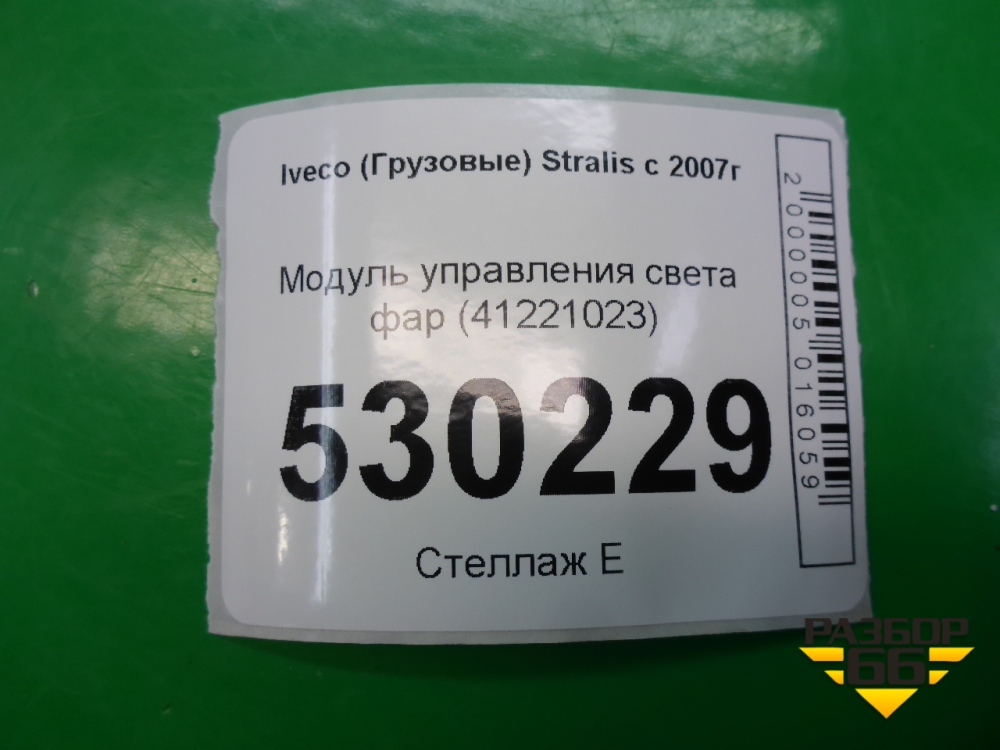 Iveco (Грузовые) Stralis с 2007г
Модуль управления света
фар (41221023)
530229
Стеллаж Е
2000005016059
РАЗБОР
66